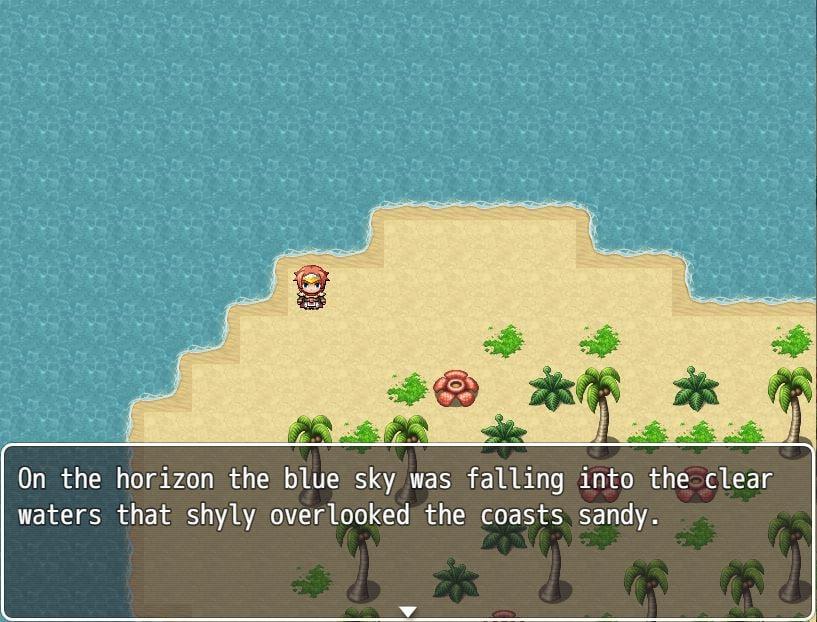 On the horizon the blue sky was falling into the clear
waters that shyly overlooked the coasts sandy.